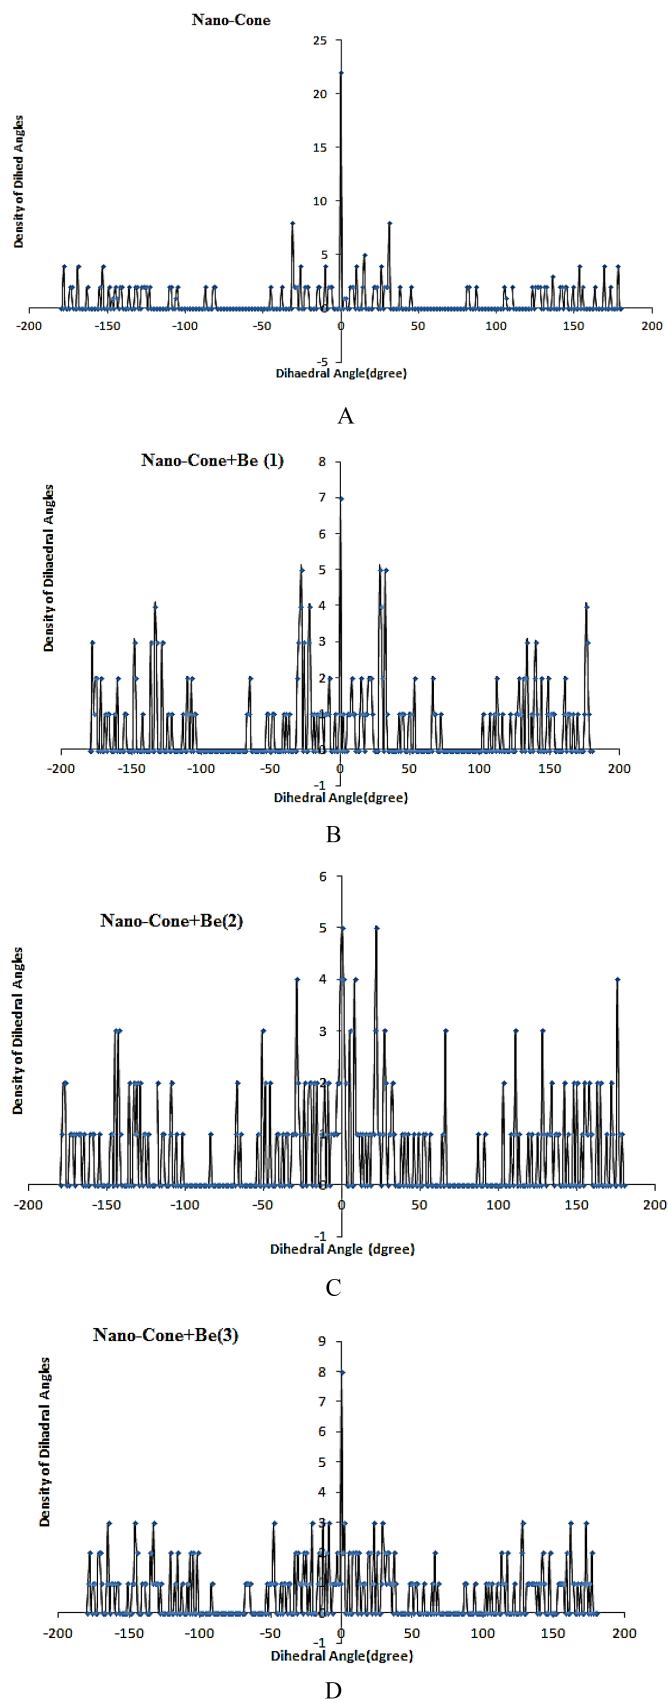 Nano-Cone
25
20
15
10
5
0
-5
-200 -150 -100 -50 0 50 100 150 200
Density of Dihed Angles
Dihaedral Angle(dgree)
A
Nano-Cone+Be (1)
8
7
6
5
4
3
2
1
0
-1
-200 -150 -100 -50 0 50 100 150 200
Density of Dihaedral Angles
Dihedral Angle(dgree)
B
Nano-Cone+Be(2)
6
5
4
3
2
1
0
-1
-200 -150 -100 -50 0 50 100 150 200
Density of Dihedral Angles
Dihedral Angle (dgree)
C
Nano-Cone+Be(3)
9
8
7
6
5
4
3
2
1
0
-1
-200 -150 -100 -50 0 50 100 150 200
Density of Dihadral Angles
Dihedral Angle(dgree)
D